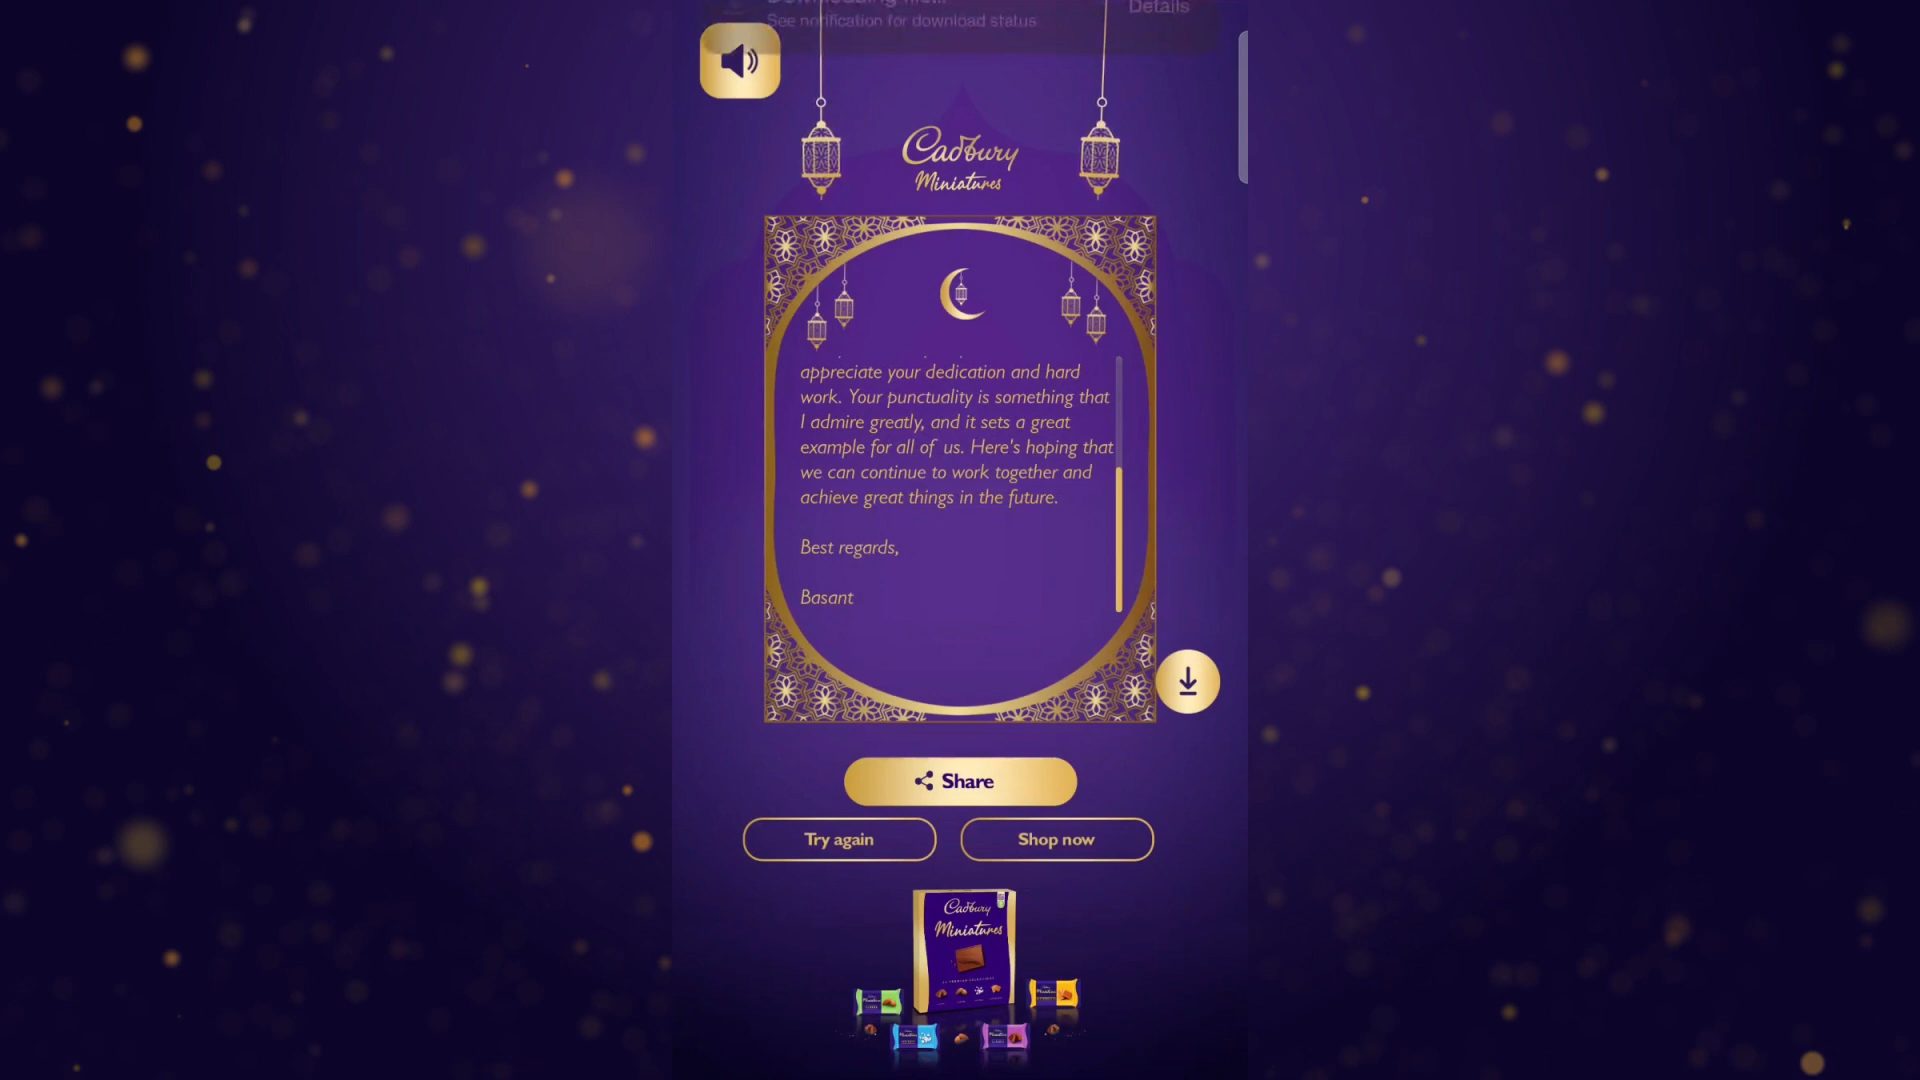 See notification for download status
Details
Cadbury
Miniatures
appreciate your dedication and hard
work. Your punctuality is something that
I admire greatly, and it sets a great
example for all of us. Here's hoping that
we can continue to work together and
achieve great things in the future.
Best regards,
Basant
Share
Try again
Shop now
Cadbury
Miniatures